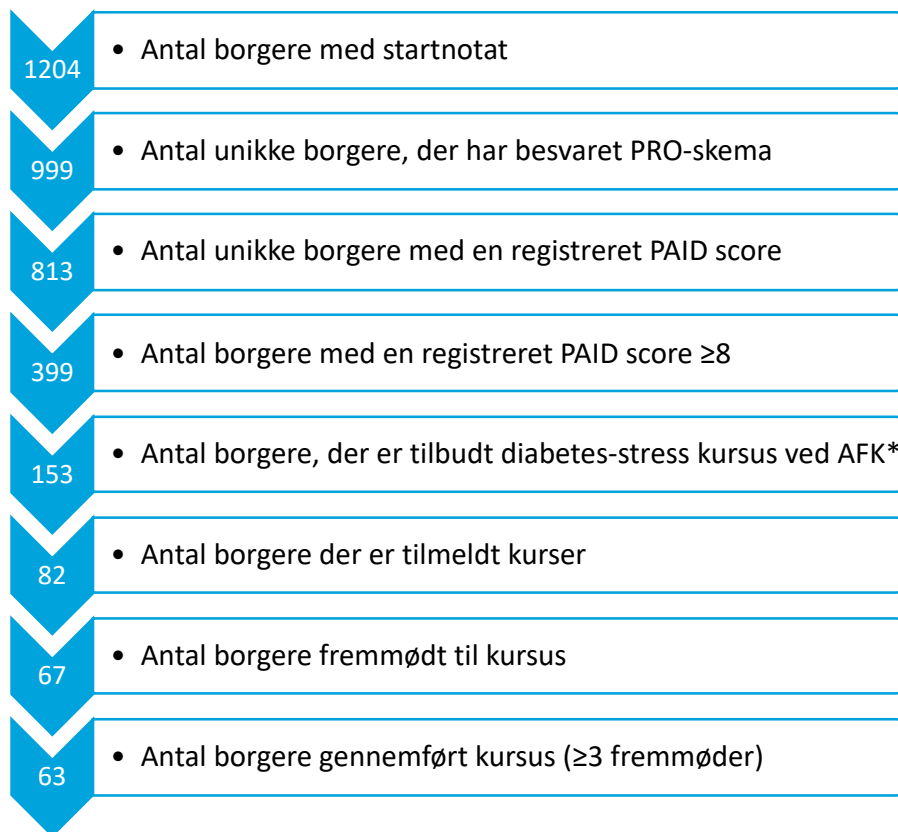 1204
• Antal borgere med startnotat
999
• Antal unikke borgere, der har besvaret PRO-skema
813
• Antal unikke borgere med en registreret PAID score
399
• Antal borgere med en registreret PAID score ≥8
153
• Antal borgere, der er tilbudt diabetes-stress kursus ved AFK*
82
• Antal borgere der er tilmeldt kurser
67
• Antal borgere fremmødt til kursus
63
• Antal borgere gennemført kursus (≥3 fremmøder)